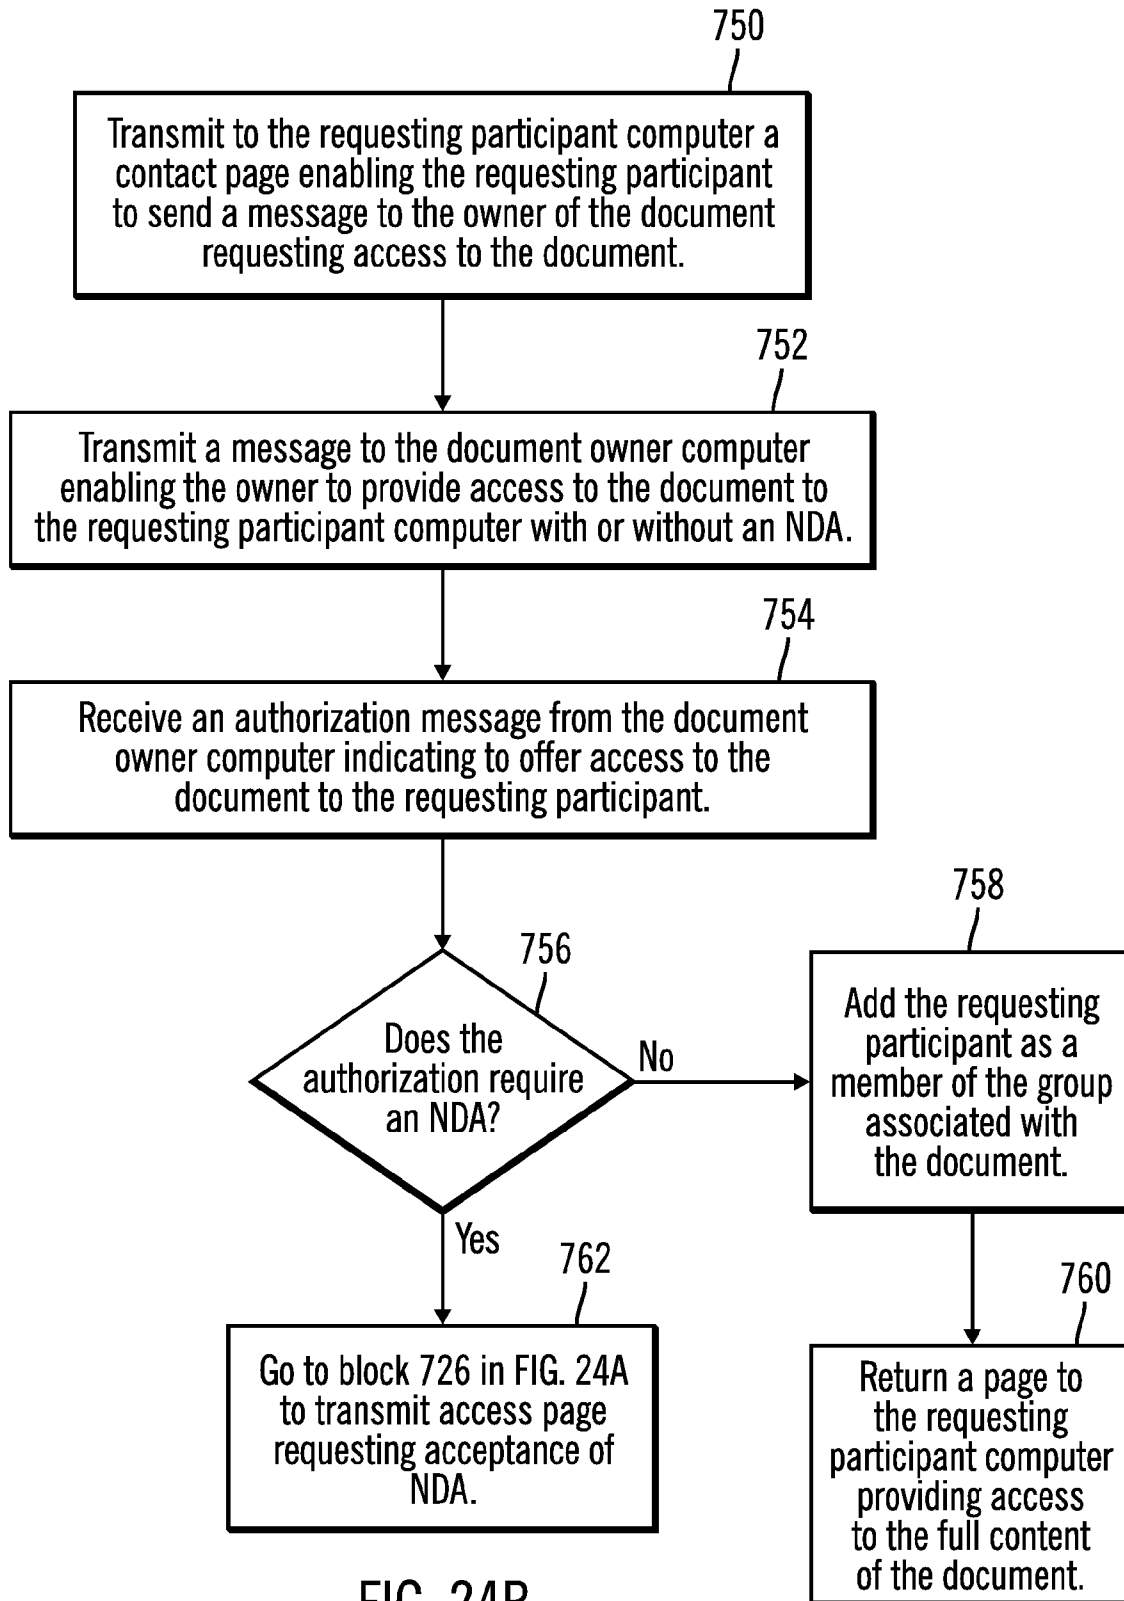 750
Transmit to the requesting participant computer a
contact page enabling the requesting participant
to send a message to the owner of the document
requesting access to the document.
752
Transmit a message to the document owner computer
enabling the owner to provide access to the document to
the requesting participant computer with or without an NDA.
754
Receive an authorization message from the document
owner computer indicating to offer access to the
document to the requesting participant.
756
Does the
authorization require
an NDA?
No
758
Add the requesting
participant as a
member of the group
associated with
the document.
Yes
762
Go to block 726 in FIG. 24A
to transmit access page
requesting acceptance of
NDA.
760
Return a page to
the requesting
participant computer
providing access
to the full content
of the document.
FIG. 24B